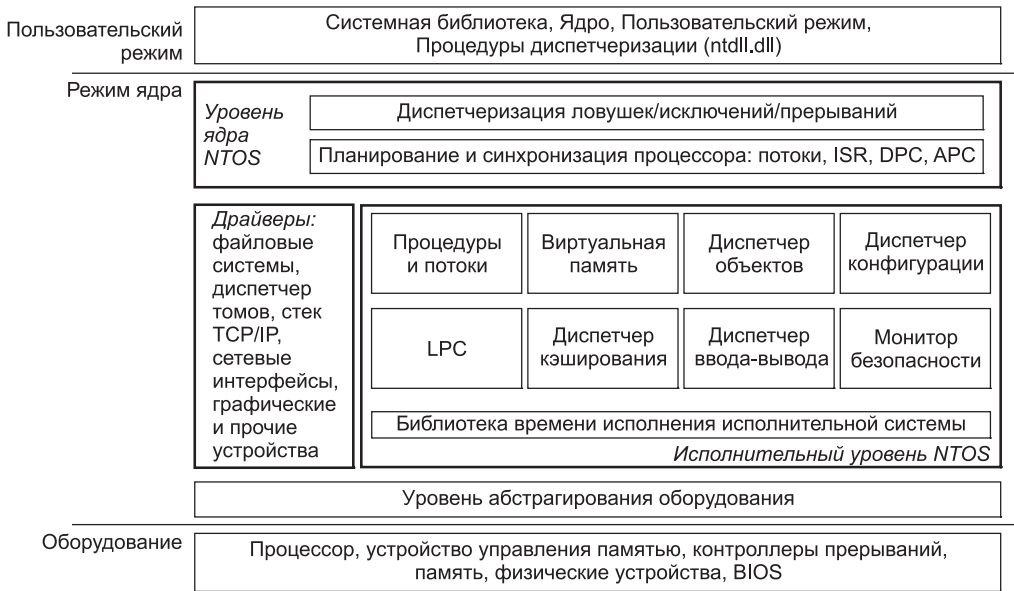 Пользовательский
режим
Системная библиотека, Ядро, Пользовательский режим,
Процедуры диспетчеризации (ntdll.dll)
Режим ядра
Уровень
ядра
NTOS
Диспетчеризация ловушек/исключений/прерываний
Планирование и синхронизация процессора: потоки, ISR, DPC, APC
Драйверы:
файловые
системы,
диспетчер
томов, стек
TCP/IP,
сетевые
интерфейсы,
графические
и прочие
устройства
Процедуры
и потоки
Виртуальная
память
Диспетчер
объектов
Диспетчер
конфигурации
LPC
Диспетчер
кэширования
Диспетчер
ввода-вывода
Монитор
безопасности
Библиотека времени исполнения исполнительной системы
Исполнительный уровень NTOS
Уровень абстрагирования оборудования
Оборудование
Процессор, устройство управления памятью, контроллеры прерываний,
память, физические устройства, BIOS